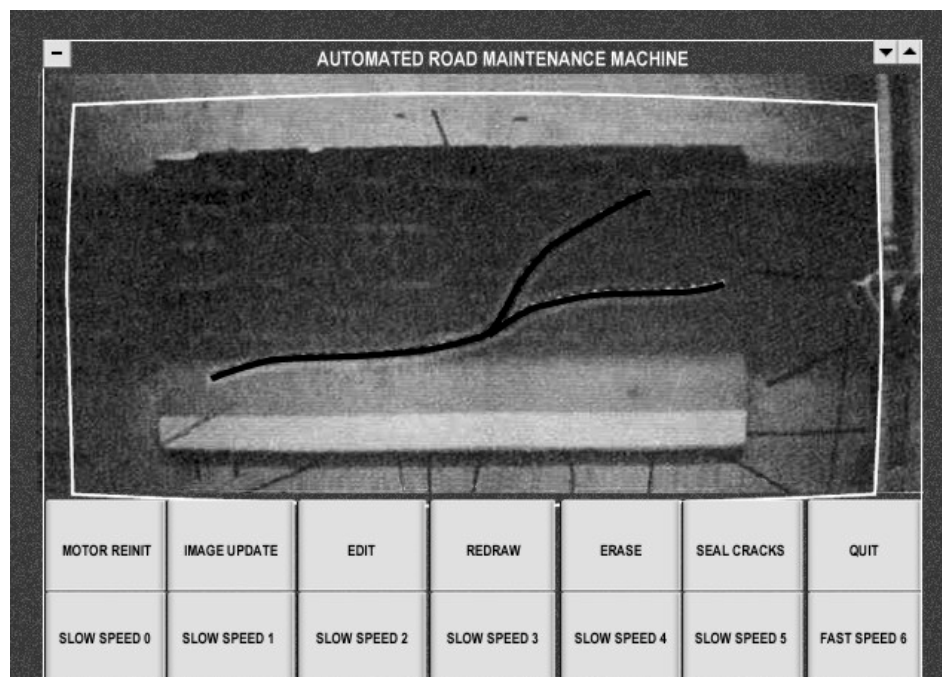 AUTOMATED ROAD MAINTENANCE MACHINE
MOTOR REINIT
IMAGE UPDATE
EDIT
REDRAW
ERASE
SEAL CRACKS
QUIT
SLOW SPEED 0
SLOW SPEED 1
SLOW SPEED 2
SLOW SPEED 3
SLOW SPEED 4
SLOW SPEED 5
FAST SPEED 6